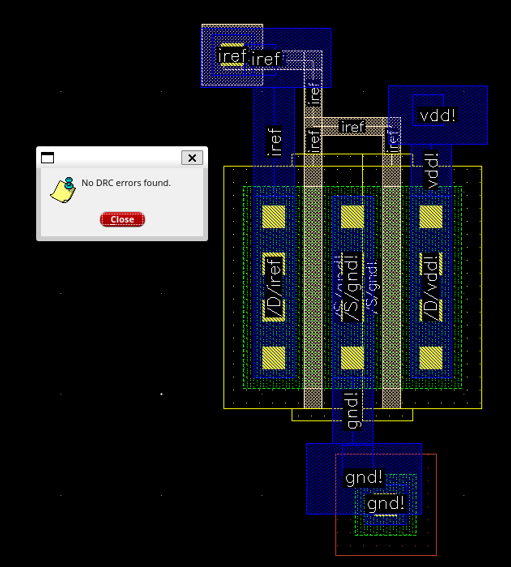 iref
iref
iref
iref
vdd!
iref
iref
iref
vdd!
No DRC errors found.
Close
/D/iref
/S/gnd!
/S/gnd!
/S/gnd!
/D/vdd!
gnd!
gnd!
gnd!